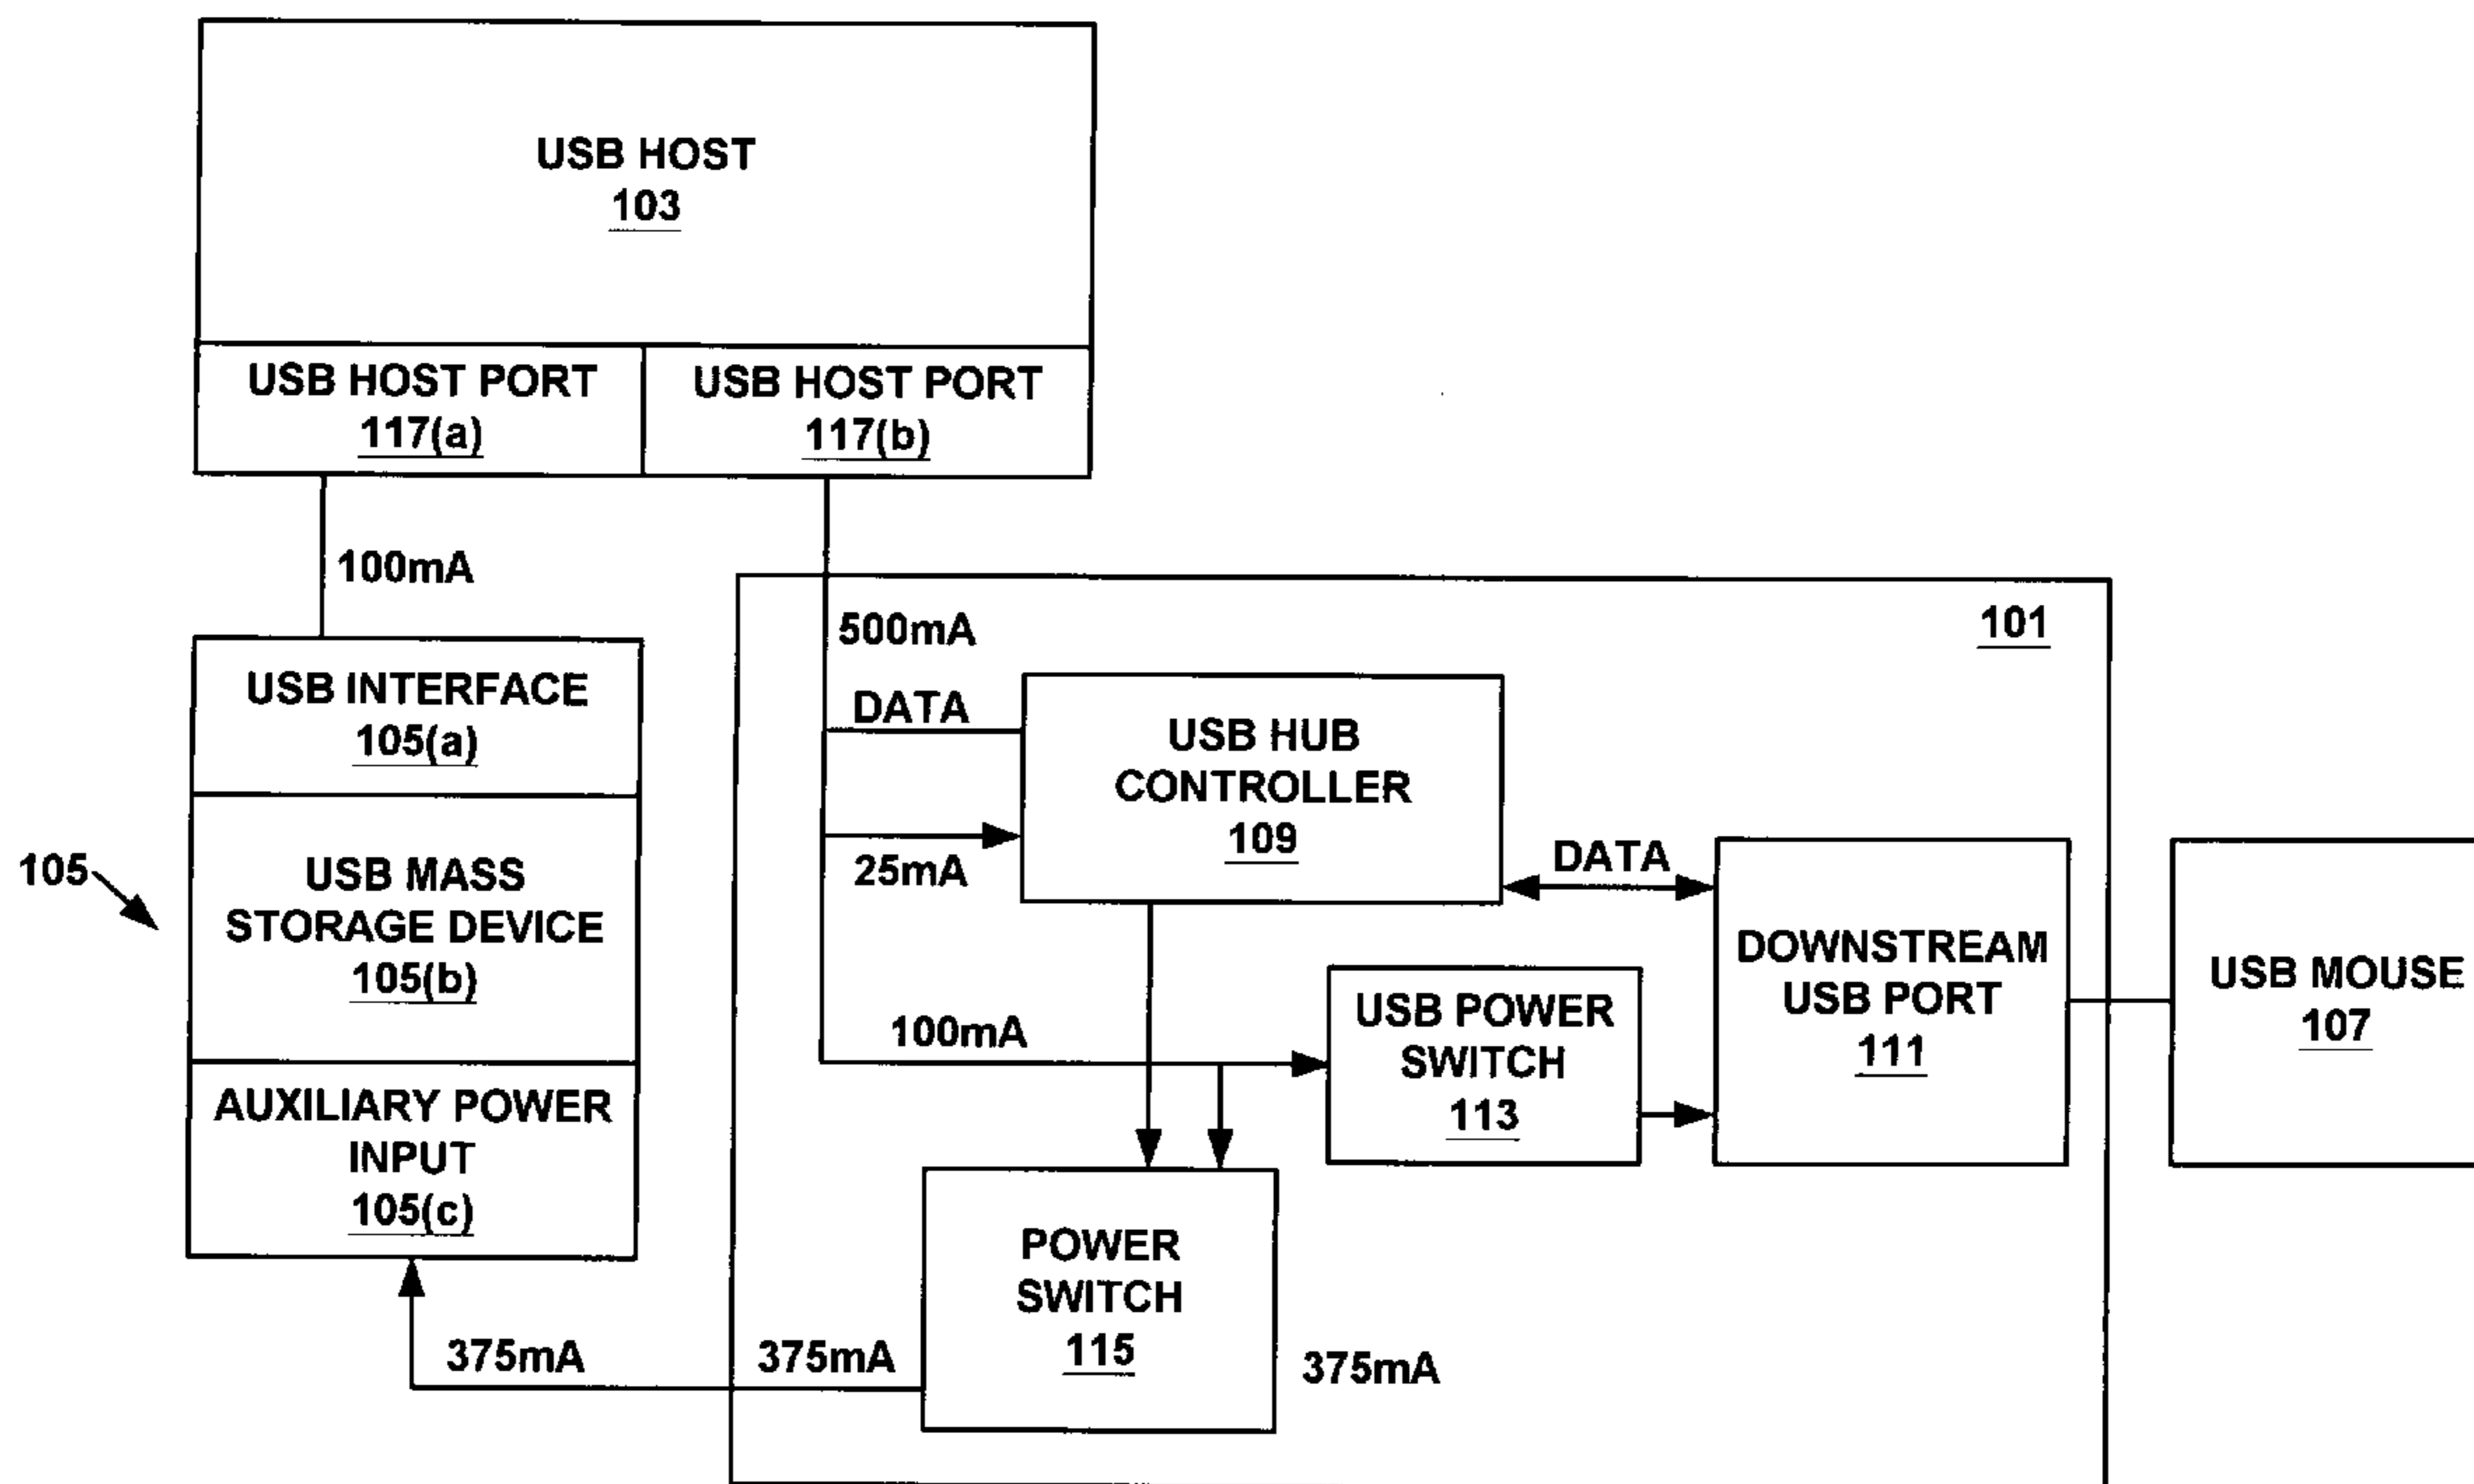 USB HOST
103
USB HOST PORT
117(a)
USB HOST PORT
117(b)
100mA
500mA
101
USB INTERFACE
105(a)
DATA
USB HUB
CONTROLLER
109
25mA
105
USB MASS
STORAGE DEVICE
105(b)
DATA
DOWNSTREAM
USB PORT
111
USB MOUSE
107
100mA
USB POWER
SWITCH
113
AUXILIARY POWER
INPUT
105(c)
POWER
SWITCH
115
375mA
375mA
375mA